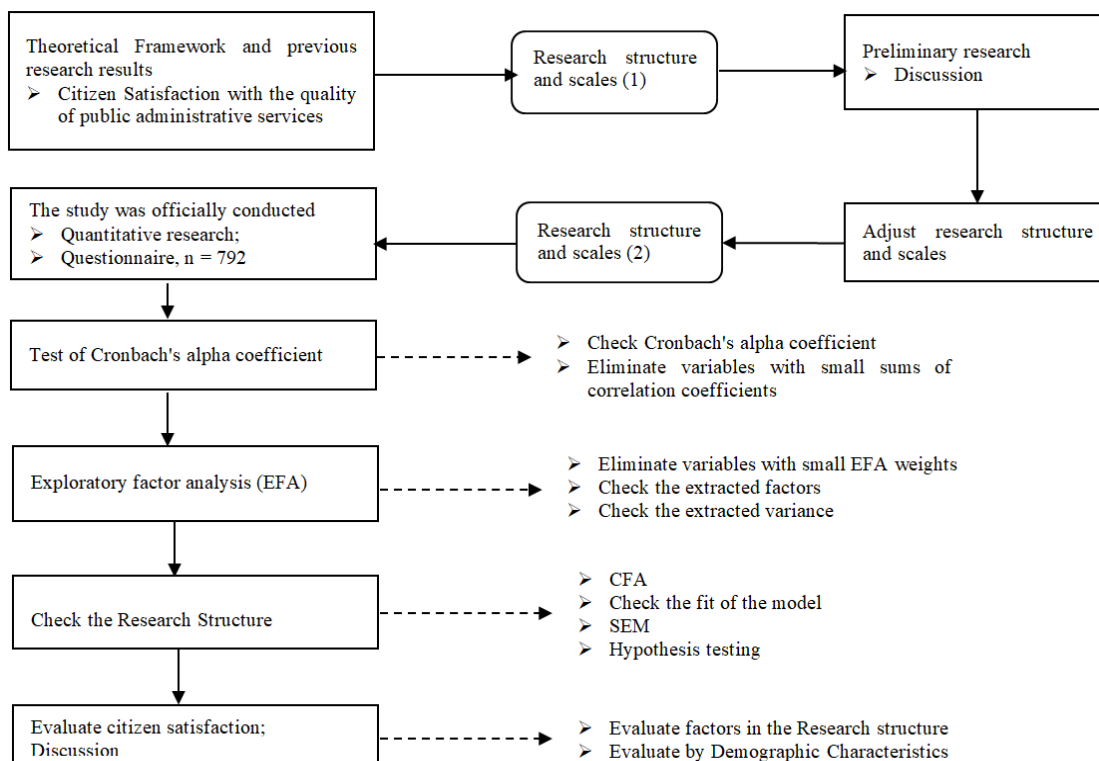 Theoretical Framework and previous
research results
➢ Citizen Satisfaction with the quality
of public administrative services
Research structure
and scales (1)
Preliminary research
➢ Discussion
The study was officially conducted
➢ Quantitative research;
➢ Questionnaire, n = 792
Research structure
and scales (2)
Adjust research structure
and scales
Test of Cronbach's alpha coefficient
➢ Check Cronbach's alpha coefficient
➢ Eliminate variables with small sums of
correlation coefficients
Exploratory factor analysis (EFA)
➢ Eliminate variables with small EFA weights
➢ Check the extracted factors
➢ Check the extracted variance
Check the Research Structure
➢ CFA
➢ Check the fit of the model
➢ SEM
➢ Hypothesis testing
Evaluate citizen satisfaction;
Discussion
➢ Evaluate factors in the Research structure
➢ Evaluate by Demographic Characteristics